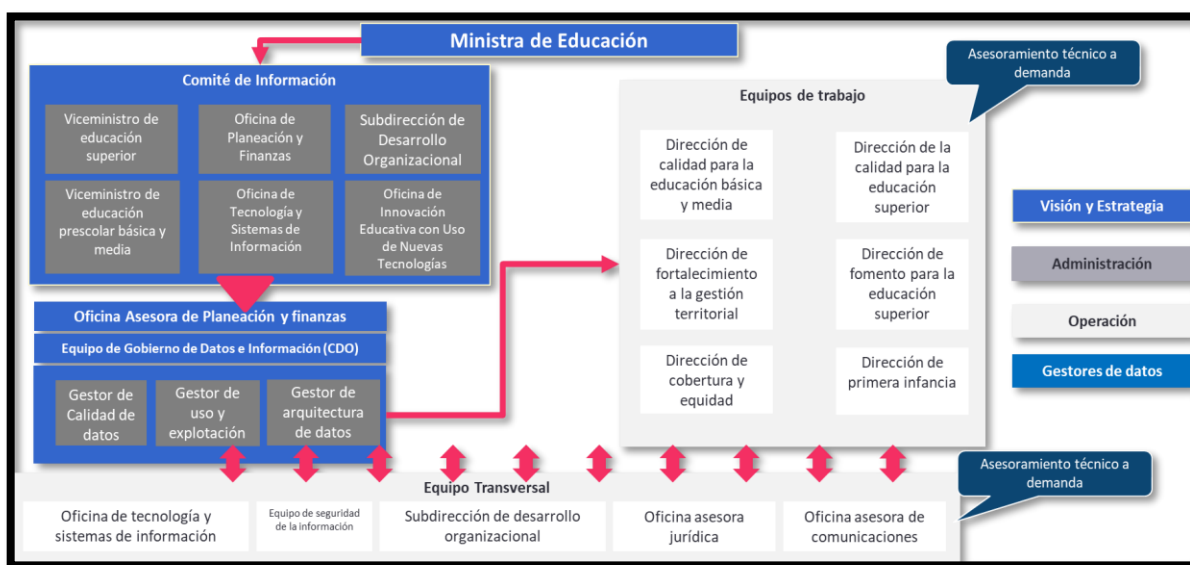 Ministra de Educación
Comité de Información
Viceministro de
educación
superior
Oficina de
Planeación y
Finanzas
Subdirección de
Desarrollo
Organizacional
Viceministro de
educación
prescolar básica y
media
Oficina de
Tecnología y
Sistemas de
Información
Oficina de
Innovación
Educativa con Uso
de Nuevas
Tecnologías
Oficina Asesora de Planeación y finanzas
Equipo de Gobierno de Datos e Información (CDO)
Gestor de
Calidad de
datos
Gestor de
uso y
explotación
Gestor de
arquitectura
de datos
Asesoramiento técnico a
demanda
Equipos de trabajo
Dirección de
calidad para la
educación básica
y media
Dirección de la
calidad para la
educación
superior
Dirección de
fortalecimiento
a la gestión
territorial
Dirección de
fomento para la
educación
superior
Dirección de
cobertura y
equidad
Dirección de
primera infancia
Visión y Estrategia
Administración
Operación
Gestores de datos
Asesoramiento técnico a
demanda
Equipo Transversal
Oficina de tecnología y
sistemas de información
Equipo de seguridad
de la información
Subdirección de desarrollo
organizacional
Oficina asesora
jurídica
Oficina asesora de
comunicaciones